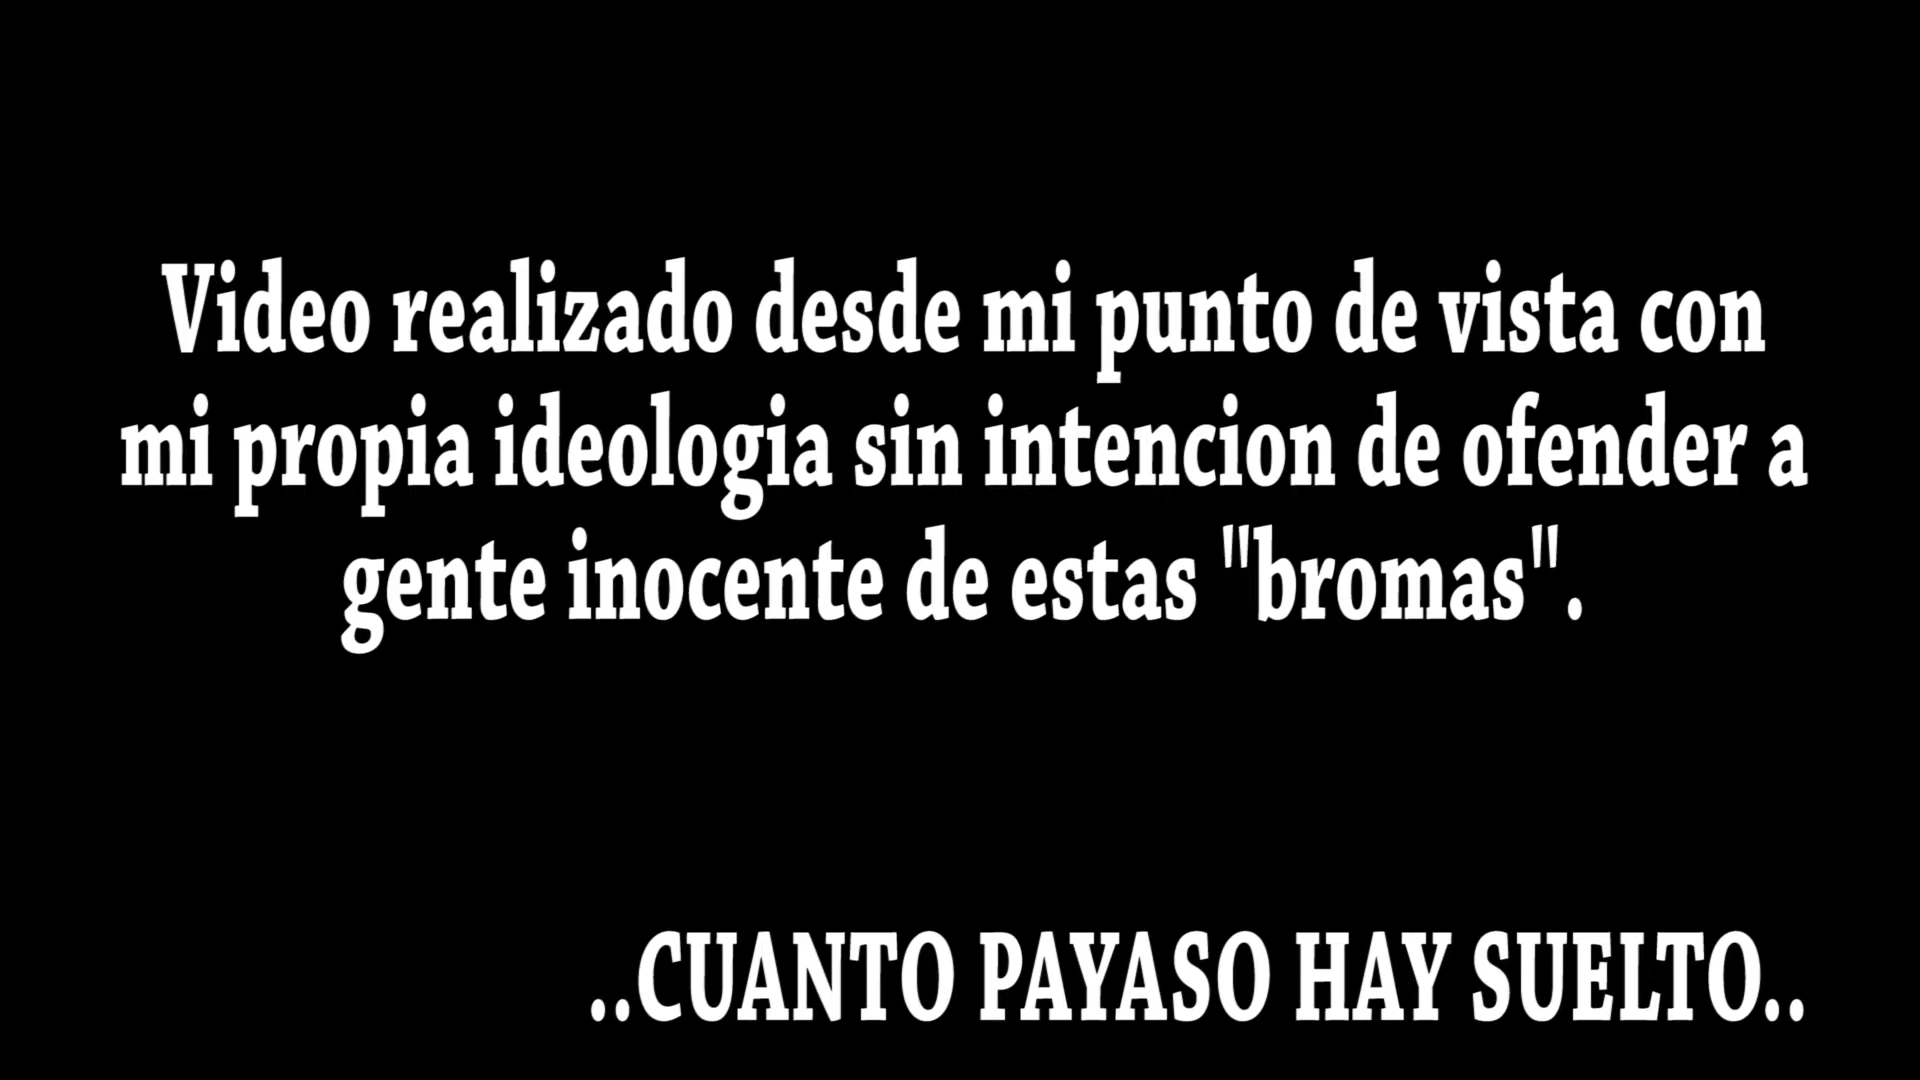 Video realizado desde mi punto de vista con
mi propia ideologia sin intencion de ofender a
gente inocente de estas "bromas".
..CUANTO PAYASO HAY SUELTO..